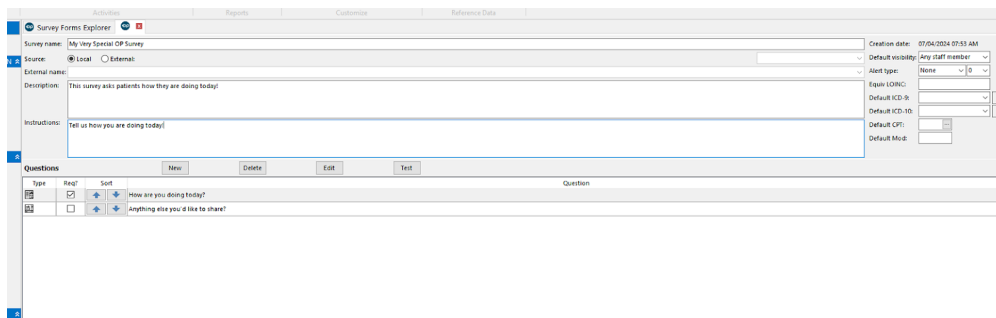 Activities Reports Customize Reference Data
Survey Forms Explorer
Survey name: My Very Special OP Survey
Creation date: 07/04/2024 07:53 AM
Source: Local External:
Default visibility: Any staff member
External name:
Alert type: None 0
Description: This survey asks patients how they are doing today!
Equiv LOINC:
Default ICD-9:
Default ICD-10:
Instructions: Tell us how you are doing today!
Default CPT:
Default Mod:
Questions New Delete Edit Test
Type Req? Sort Question
How are you doing today?
Anything else you'd like to share?